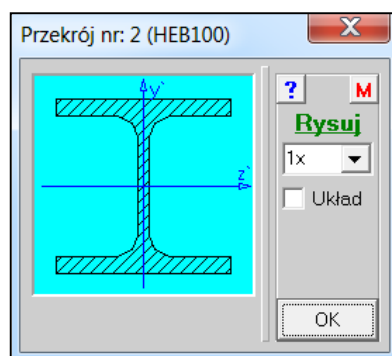 Przekrój nr: 2 (HEB100)
X
y`
z`
? M
Rysuj
1x
Układ
OK